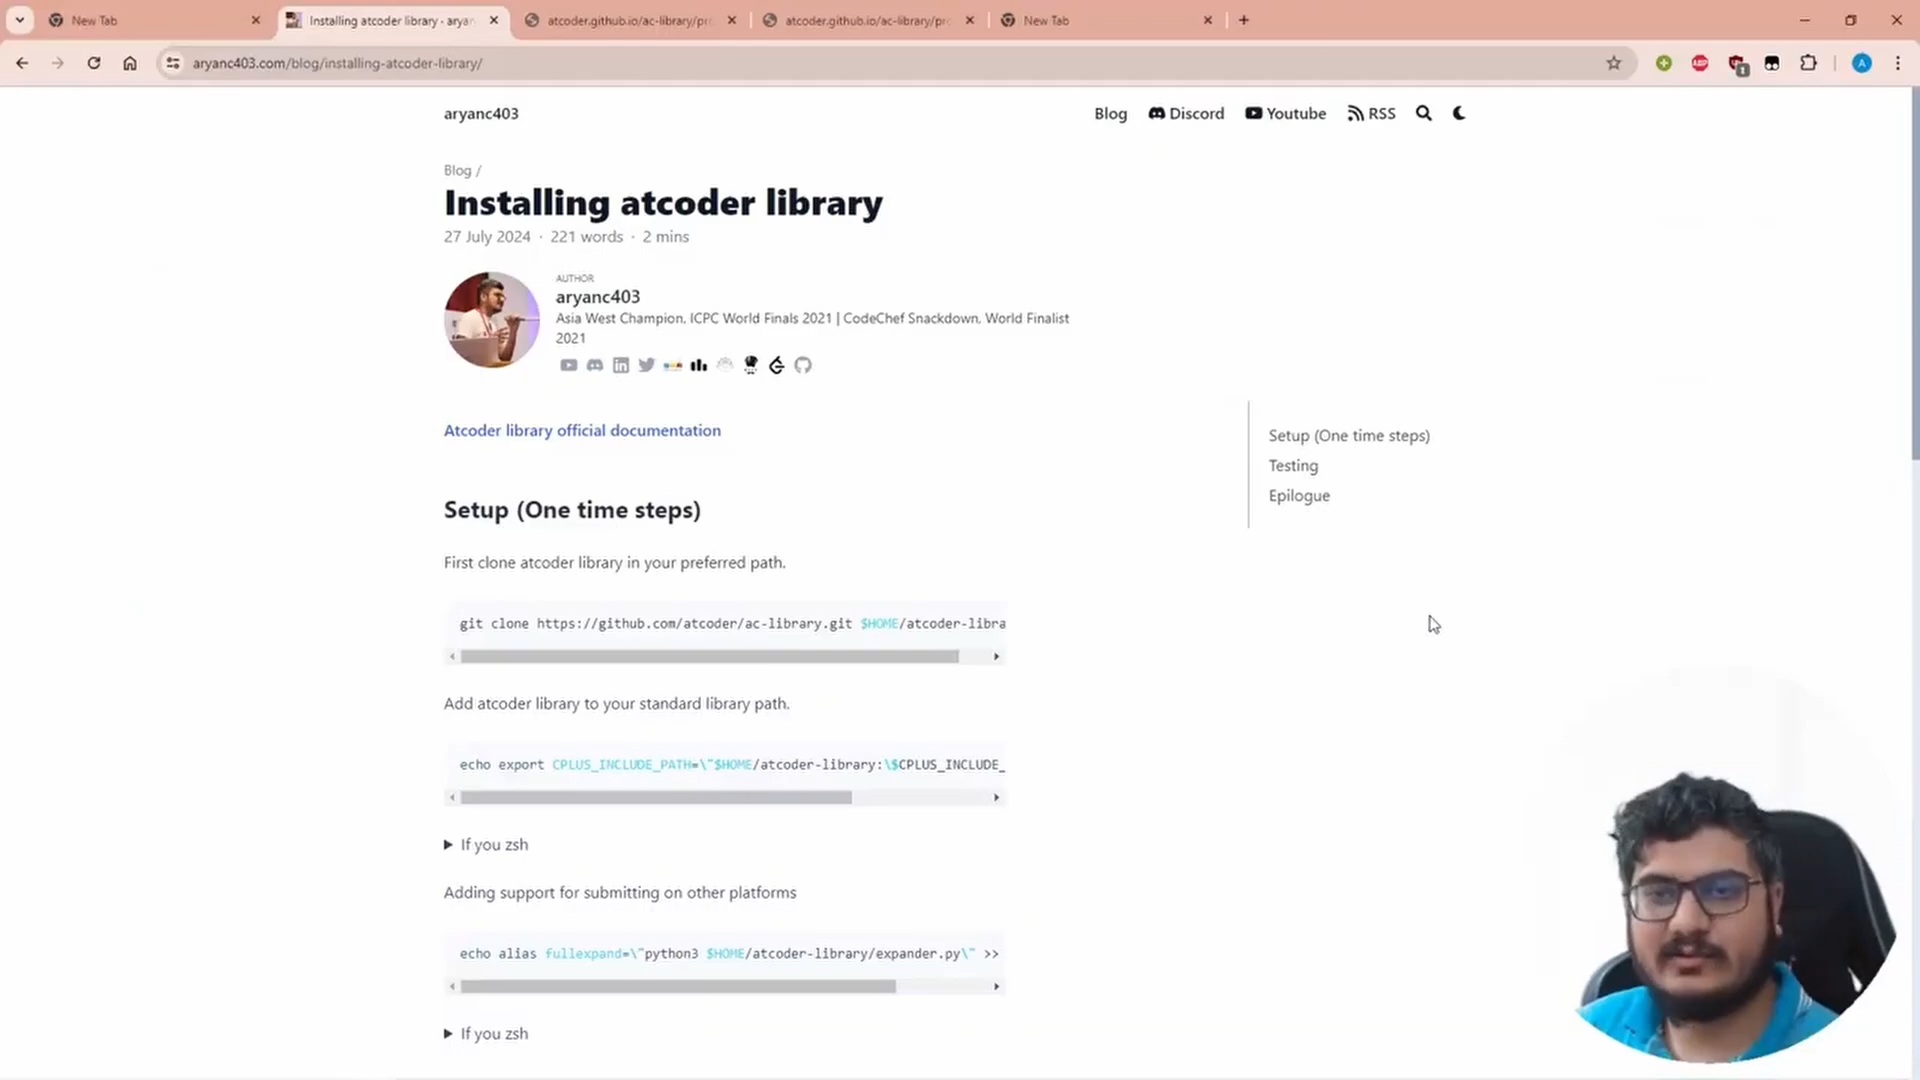 New Tab
Installing atcoder library - aryan
atcoder.github.io/ac-library/pr
atcoder.github.io/ac-library/pr
New Tab
aryanc403.com/blog/installing-atcoder-library/
ABP
1
A
aryanc403
Blog
Discord
Youtube
RSS
Blog /
Installing atcoder library
27 July 2024 · 221 words · 2 mins
AUTHOR
aryanc403
Asia West Champion, ICPC World Finals 2021 | CodeChef Snackdown, World Finalist
2021
Atcoder library official documentation
Setup (One time steps)
Testing
Epilogue
Setup (One time steps)
First clone atcoder library in your preferred path.
git clone https://github.com/atcoder/ac-library.git $HOME/atcoder-libra
Add atcoder library to your standard library path.
echo export CPLUS_INCLUDE_PATH=\"$HOME/atcoder-library:\$CPLUS_INCLUDE_
If you zsh
Adding support for submitting on other platforms
echo alias fullexpand=\"python3 $HOME/atcoder-library/expander.py\" >>
If you zsh